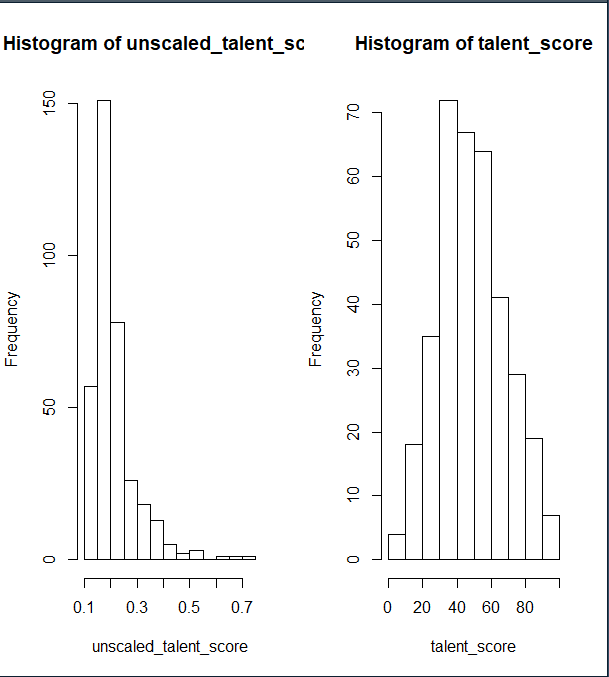 Histogram of unscaled_talent_sc
Frequency
150
100
50
0
0.1 0.3 0.5 0.7
unscaled_talent_score
Histogram of talent_score
Frequency
70
60
50
40
30
20
10
0
0 20 40 60 80
talent_score